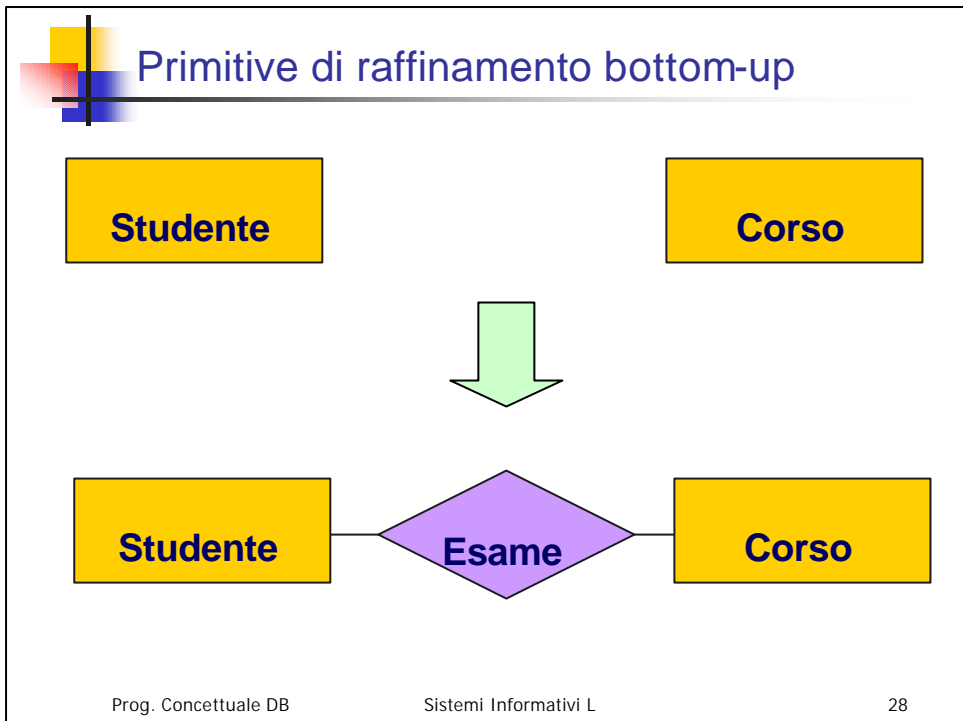 Primitive di raffinamento bottom-up
Studente Corso
Studente Esame Corso
Prog. Concettuale DB Sistemi Informativi L 28